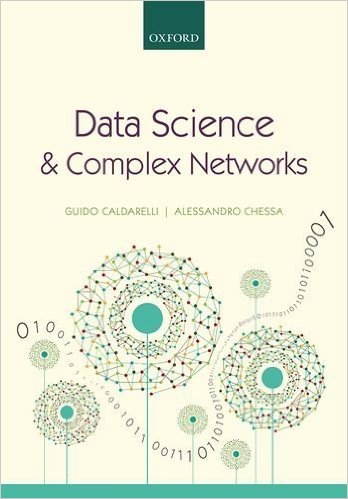 OXFORD
Data Science
& Complex Networks
GUIDO CALDARELLI | ALESSANDRO CHESSA